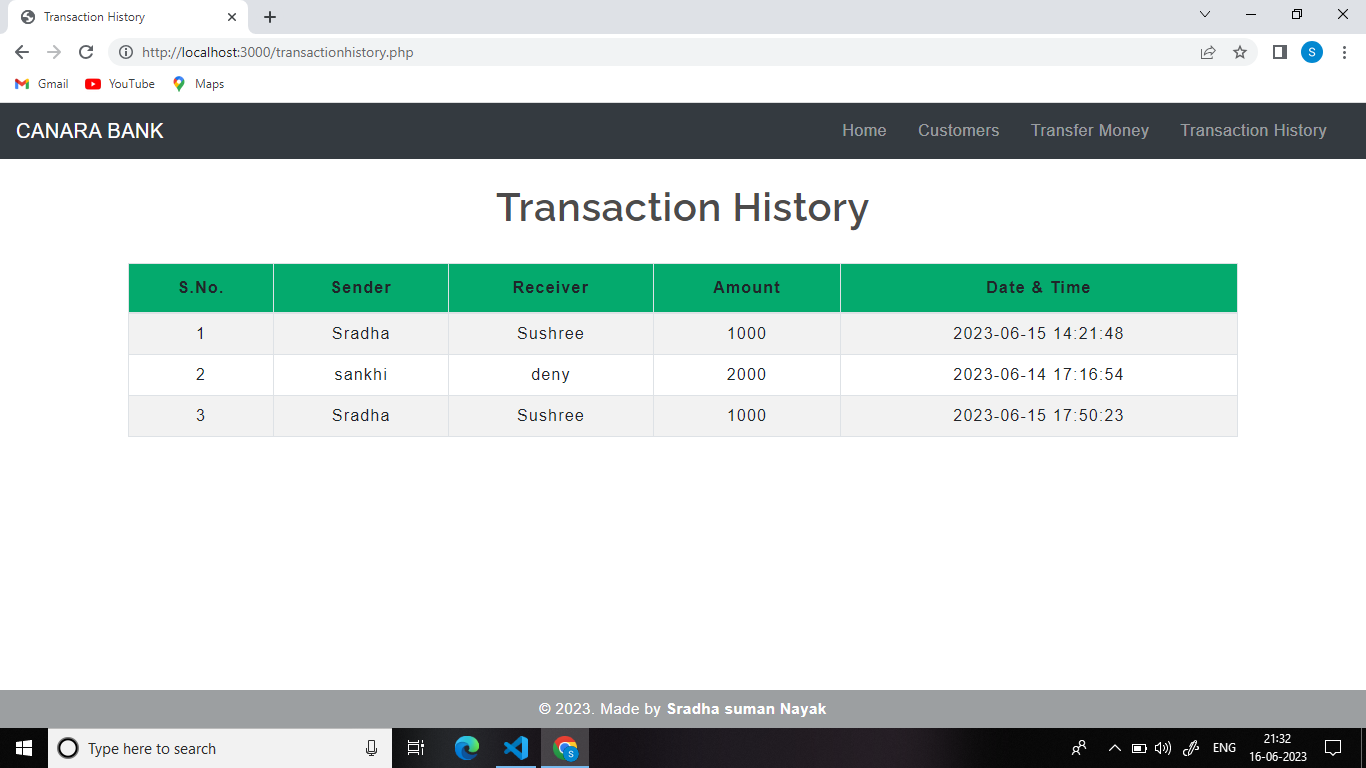 Transaction History
http://localhost:3000/transactionhistory.php
S
Gmail YouTube Maps
CANARA BANK Home Customers Transfer Money Transaction History
Transaction History
S.No. Sender Receiver Amount Date & Time
1 Sradha Sushree 1000 2023-06-15 14:21:48
2 sankhi deny 2000 2023-06-14 17:16:54
3 Sradha Sushree 1000 2023-06-15 17:50:23
© 2023. Made by Sradha suman Nayak
Type here to search S ENG 21:32
16-06-2023